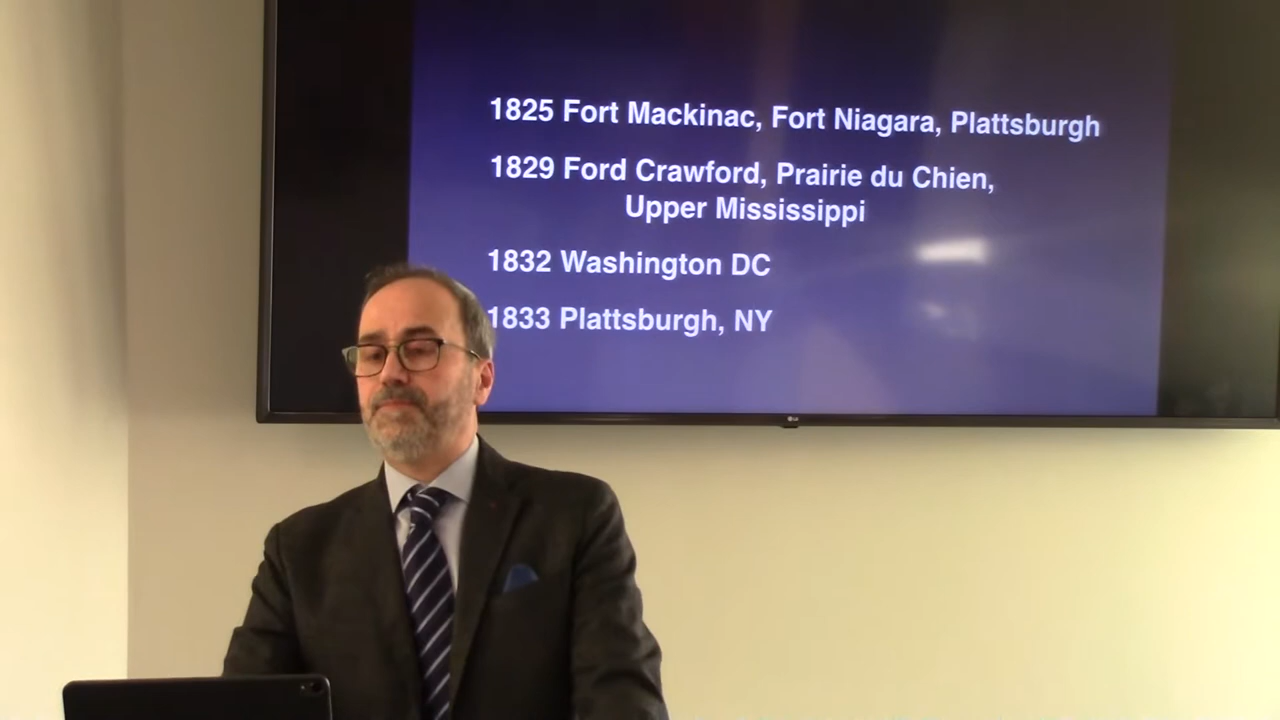 1825 Fort Mackinac, Fort Niagara, Plattsburgh
1829 Ford Crawford, Prairie du Chien,
Upper Mississippi
1832 Washington DC
1833 Plattsburgh, NY
LG